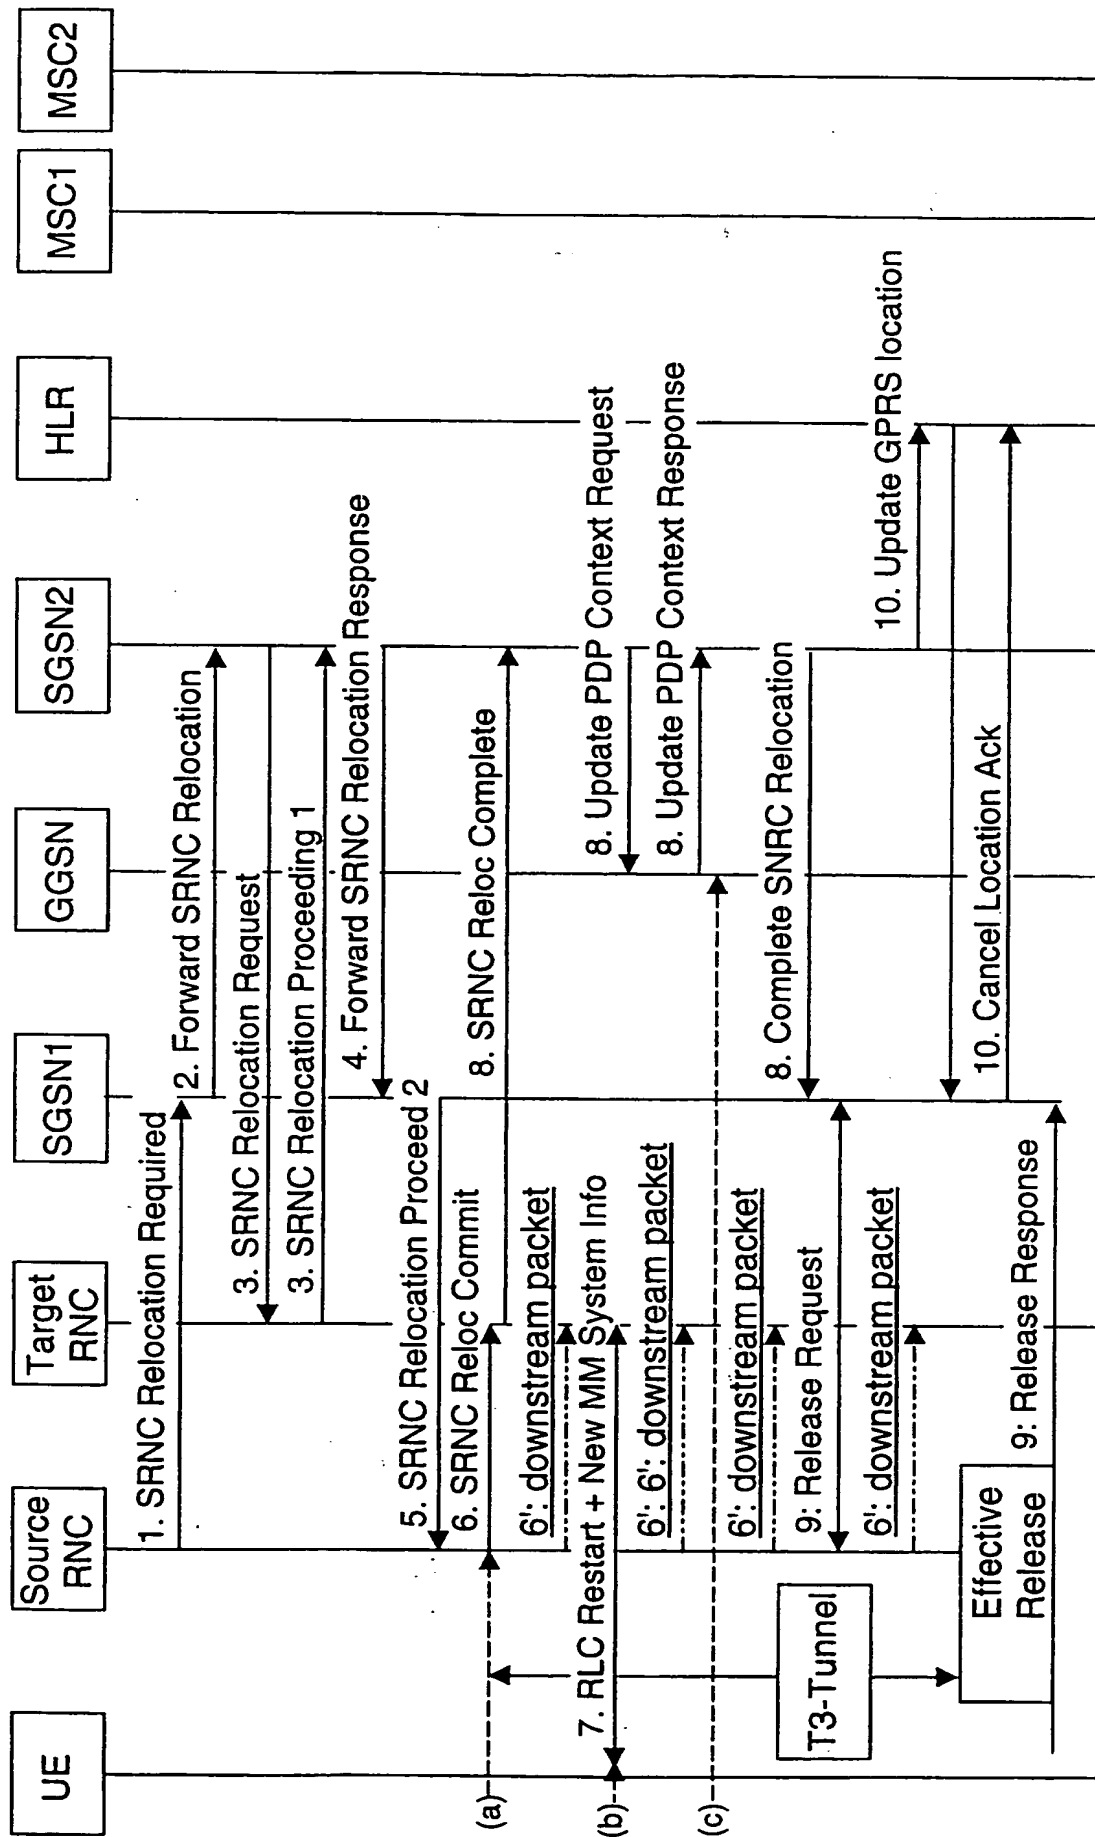 UE
Source
RNC
Target
RNC
SGSN1
GGSN
SGSN2
HLR
MSC1
MSC2
1. SRNC Relocation Required
2. Forward SRNC Relocation
3. SRNC Relocation Request
3. SRNC Relocation Proceeding 1
4. Forward SRNC Relocation Response
5. SRNC Relocation Proceed 2
6. SRNC Reloc Commit
8. SRNC Reloc Complete
(a)
6': downstream packet
7. RLC Restart + New MM System Info
(b)
8. Update PDP Context Request
6': 6': downstream packet
8. Update PDP Context Response
(c)
6': downstream packet
8. Complete SNRC Relocation
T3-Tunnel
9: Release Request
6': downstream packet
10. Update GPRS location
Effective
Release
10. Cancel Location Ack
9: Release Response